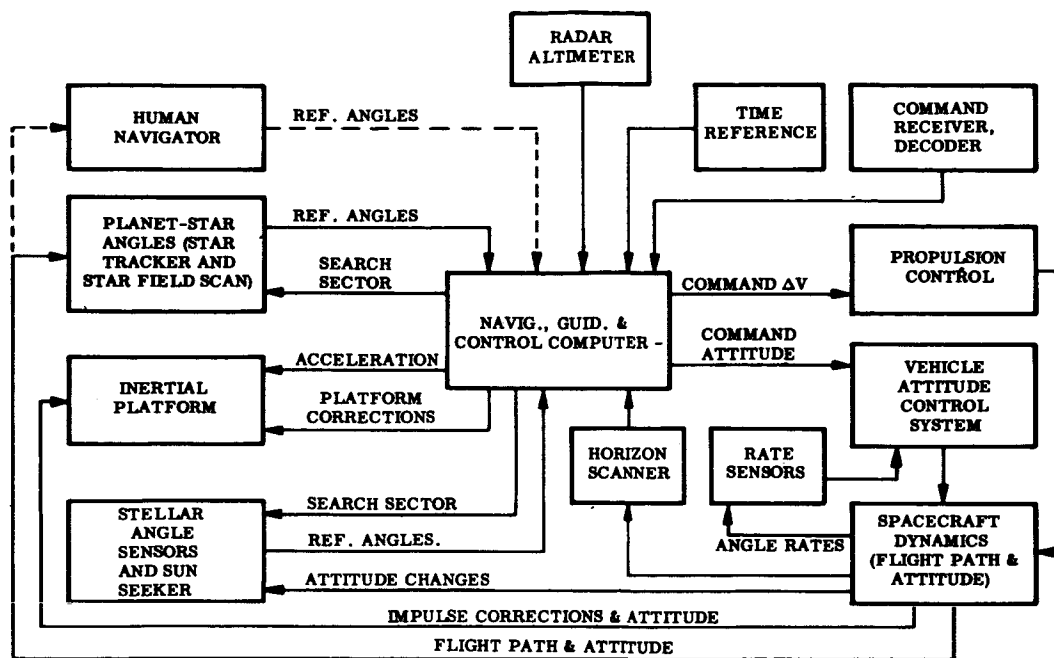 RADAR
ALTIMETER
HUMAN
NAVIGATOR
REF. ANGLES
TIME
REFERENCE
COMMAND
RECEIVER,
DECODER
PLANET-STAR
ANGLES (STAR
TRACKER AND
STAR FIELD SCAN)
REF. ANGLES
SEARCH
SECTOR
NAVIG., GUID. &
CONTROL COMPUTER -
COMMAND ΔV
PROPULSION
CONTROL
COMMAND
ATTITUDE
VEHICLE
ATTITUDE
CONTROL
SYSTEM
INERTIAL
PLATFORM
ACCELERATION
PLATFORM
CORRECTIONS
HORIZON
SCANNER
RATE
SENSORS
STELLAR
ANGLE
SENSORS
AND SUN
SEEKER
SEARCH SECTOR
REF. ANGLES.
ATTITUDE CHANGES
ANGLE RATES
SPACECRAFT
DYNAMICS
(FLIGHT PATH &
ATTITUDE)
IMPULSE CORRECTIONS & ATTITUDE
FLIGHT PATH & ATTITUDE